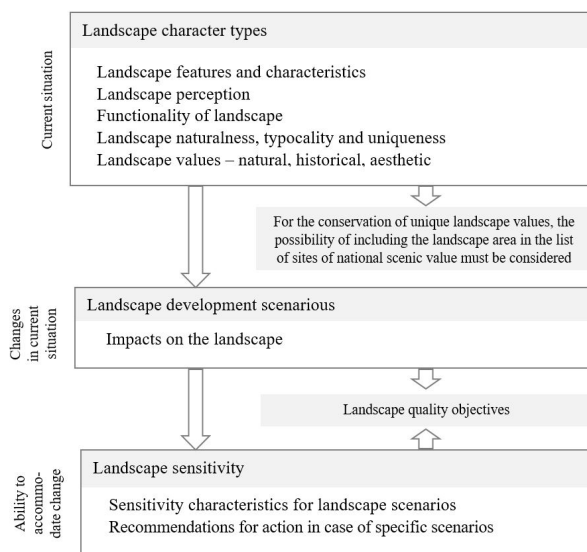 Current situation
Landscape character types
Landscape features and characteristics
Landscape perception
Functionality of landscape
Landscape naturalness, typocality and uniqueness
Landscape values – natural, historical, aesthetic
For the conservation of unique landscape values, the
possibility of including the landscape area in the list
of sites of national scenic value must be considered
Changes
in current
situation
Landscape development scenarious
Impacts on the landscape
Landscape quality objectives
Ability to
accommo-
date change
Landscape sensitivity
Sensitivity characteristics for landscape scenarios
Recommendations for action in case of specific scenarios